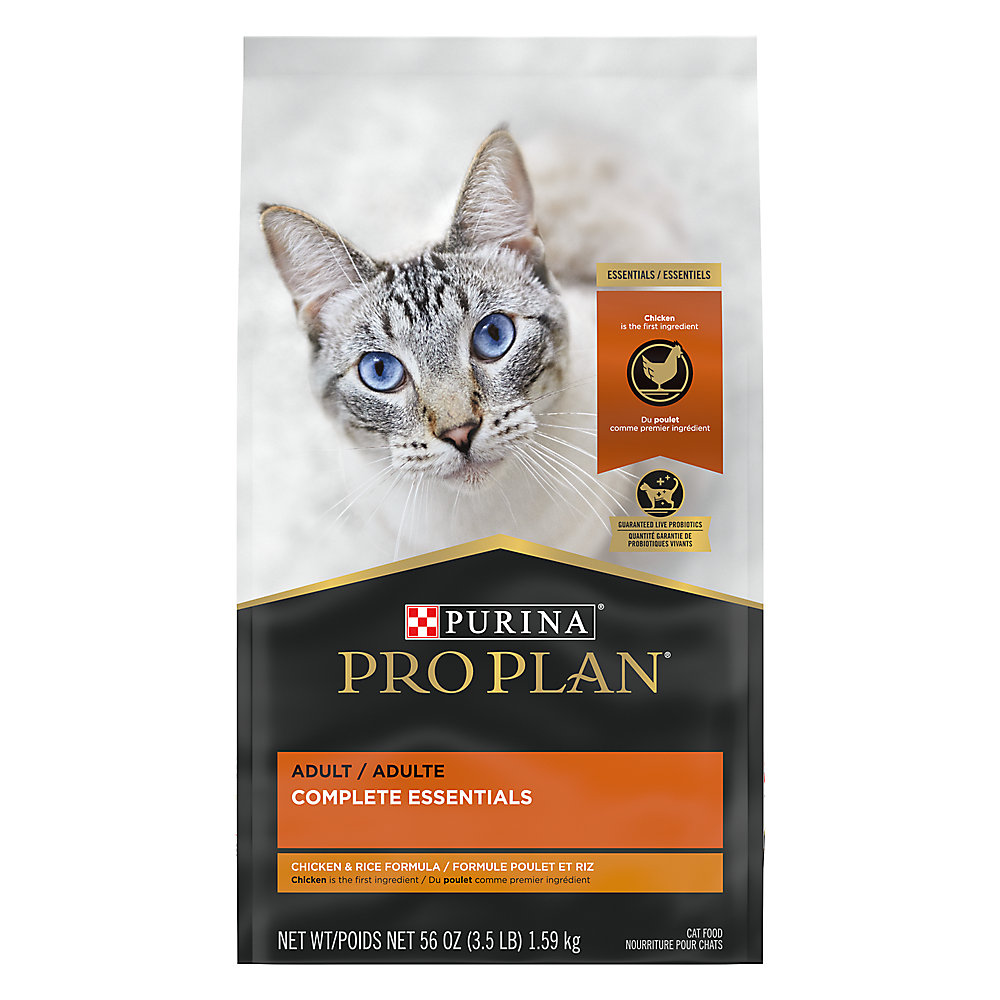 ESSENTIALS / ESSENTIELS
Chicken
is the first ingredient
Du poulet
comme premier ingrédient
GUARANTEED LIVE PROBIOTICS
QUANTITÉ GARANTIE DE
PROBIOTIQUES VIVANTS
PURINA®
PRO PLAN®
ADULT / ADULTE
COMPLETE ESSENTIALS
CHICKEN & RICE FORMULA / FORMULE POULET ET RIZ
Chicken is the first ingredient / Du poulet comme premier ingrédient
NET WT/POIDS NET 56 OZ (3.5 LB) 1.59 kg
CAT FOOD
NOURRITURE POUR CHATS